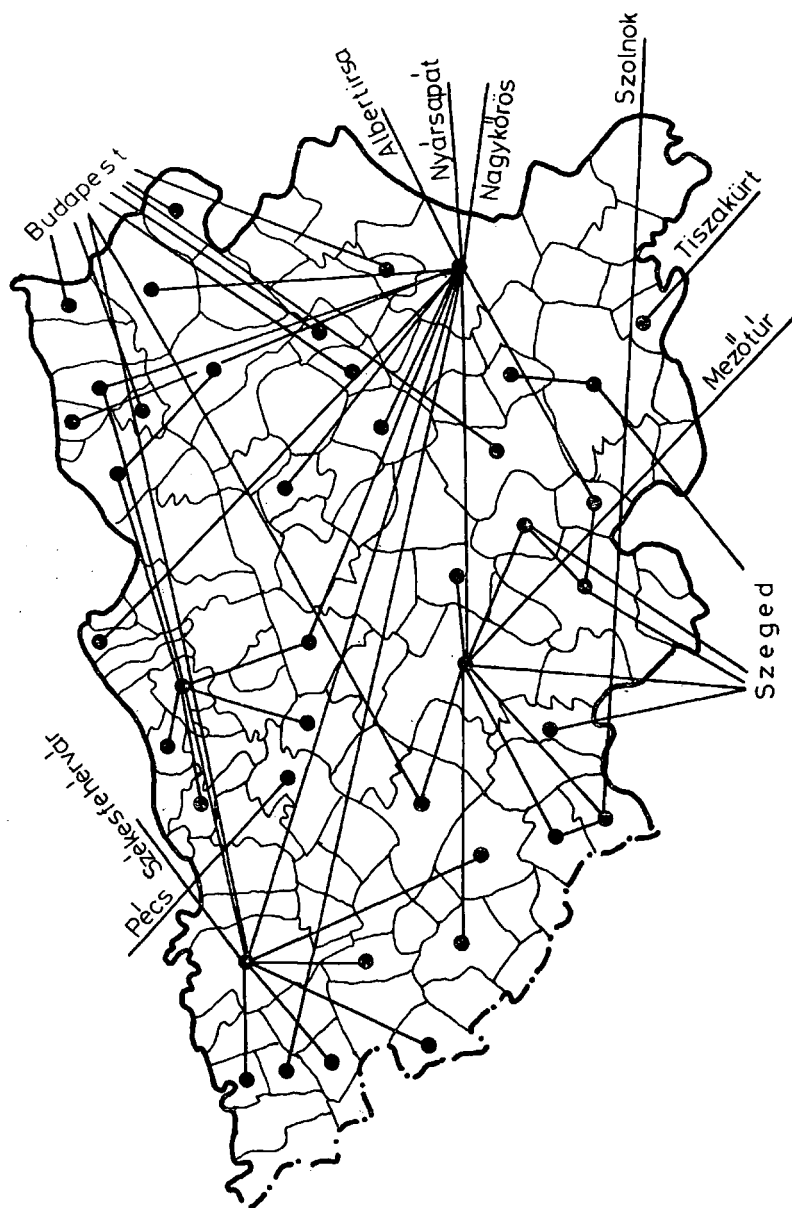 Budapest
Albertirsa
Nyársapát
Nagykőrös
Szolnok
Tiszakürt
Mezőtúr
Szeged
Székesfehérvár
Pécs